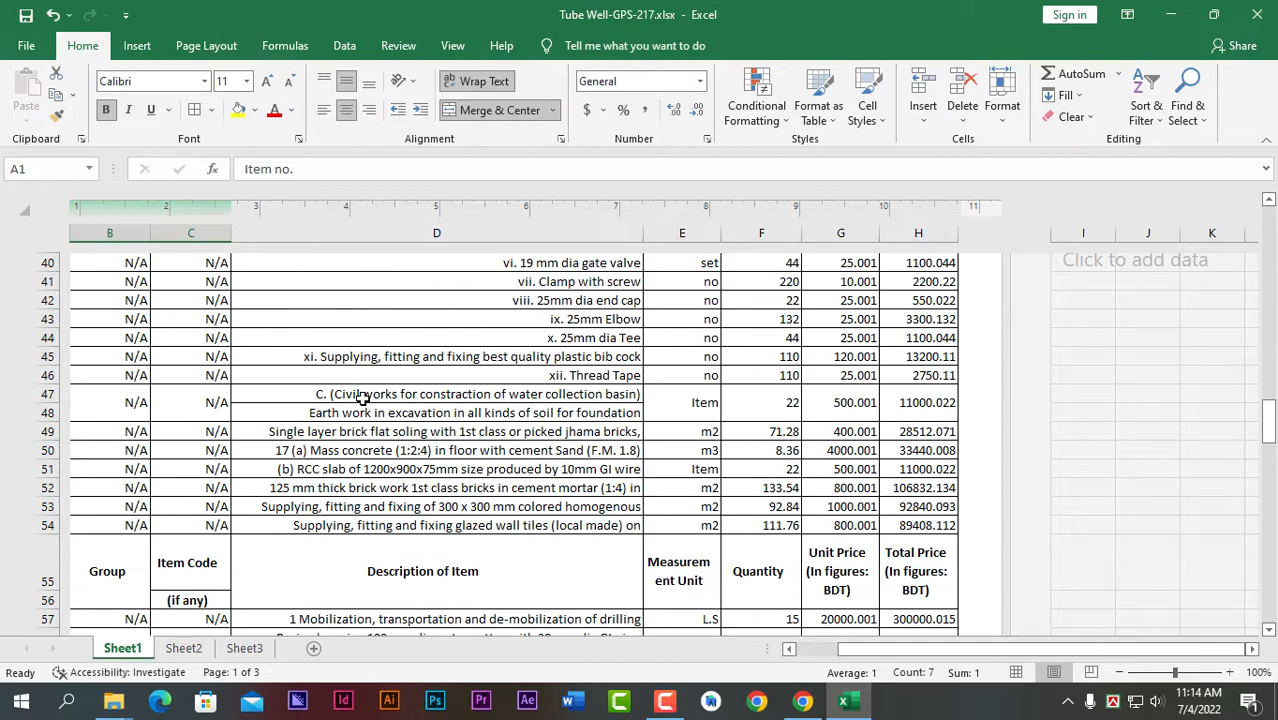 Tube Well-GPS-217.xlsx - Excel
Sign in
File Home Insert Page Layout Formulas Data Review View Help Tell me what you want to do Share
Paste
Calibri 11
B I U
Wrap Text
Merge & Center
General
Conditional Formatting
Format as Table
Cell Styles
Insert
Delete
Format
AutoSum
Fill
Clear
Sort & Filter
Find & Select
Clipboard Font Alignment Number Styles Cells Editing
A1 Item no.
1 2 3 4 5 6 7 8 9 10 11
B C D E F G H I J K
Click to add data
40 N/A N/A vi. 19 mm dia gate valve set 44 25.001 1100.044
41 N/A N/A vii. Clamp with screw no 220 10.001 2200.22
42 N/A N/A viii. 25mm dia end cap no 22 25.001 550.022
43 N/A N/A ix. 25mm Elbow no 132 25.001 3300.132
44 N/A N/A x. 25mm dia Tee no 44 25.001 1100.044
45 N/A N/A xi. Supplying, fitting and fixing best quality plastic bib cock no 110 120.001 13200.11
46 N/A N/A xii. Thread Tape no 110 25.001 2750.11
47 C. (Civil works for constraction of water collection basin)
N/A N/A Item 22 500.001 11000.022
48 Earth work in excavation in all kinds of soil for foundation
49 N/A N/A Single layer brick flat soling with 1st class or picked jhama bricks, m2 71.28 400.001 28512.071
50 N/A N/A 17 (a) Mass concrete (1:2:4) in floor with cement Sand (F.M. 1.8) m3 8.36 4000.001 33440.008
51 N/A N/A (b) RCC slab of 1200x900x75mm size produced by 10mm GI wire Item 22 500.001 11000.022
52 N/A N/A 125 mm thick brick work 1st class bricks in cement mortar (1:4) in m2 133.54 800.001 106832.134
53 N/A N/A Supplying, fitting and fixing of 300 x 300 mm colored homogenous m2 92.84 1000.001 92840.093
54 N/A N/A Supplying, fitting and fixing glazed wall tiles (local made) on m2 111.76 800.001 89408.112
55 Group Item Code Description of Item Measurem ent Unit Quantity Unit Price (In figures: BDT) Total Price (In figures: BDT)
56 (if any)
57 N/A N/A 1 Mobilization, transportation and de-mobilization of drilling L.S 15 20000.001 300000.015
Sheet1 Sheet2 Sheet3
Ready Accessibility: Investigate Page: 1 of 3 Average: 1 Count: 7 Sum: 1 100%
11:14 AM
7/4/2022